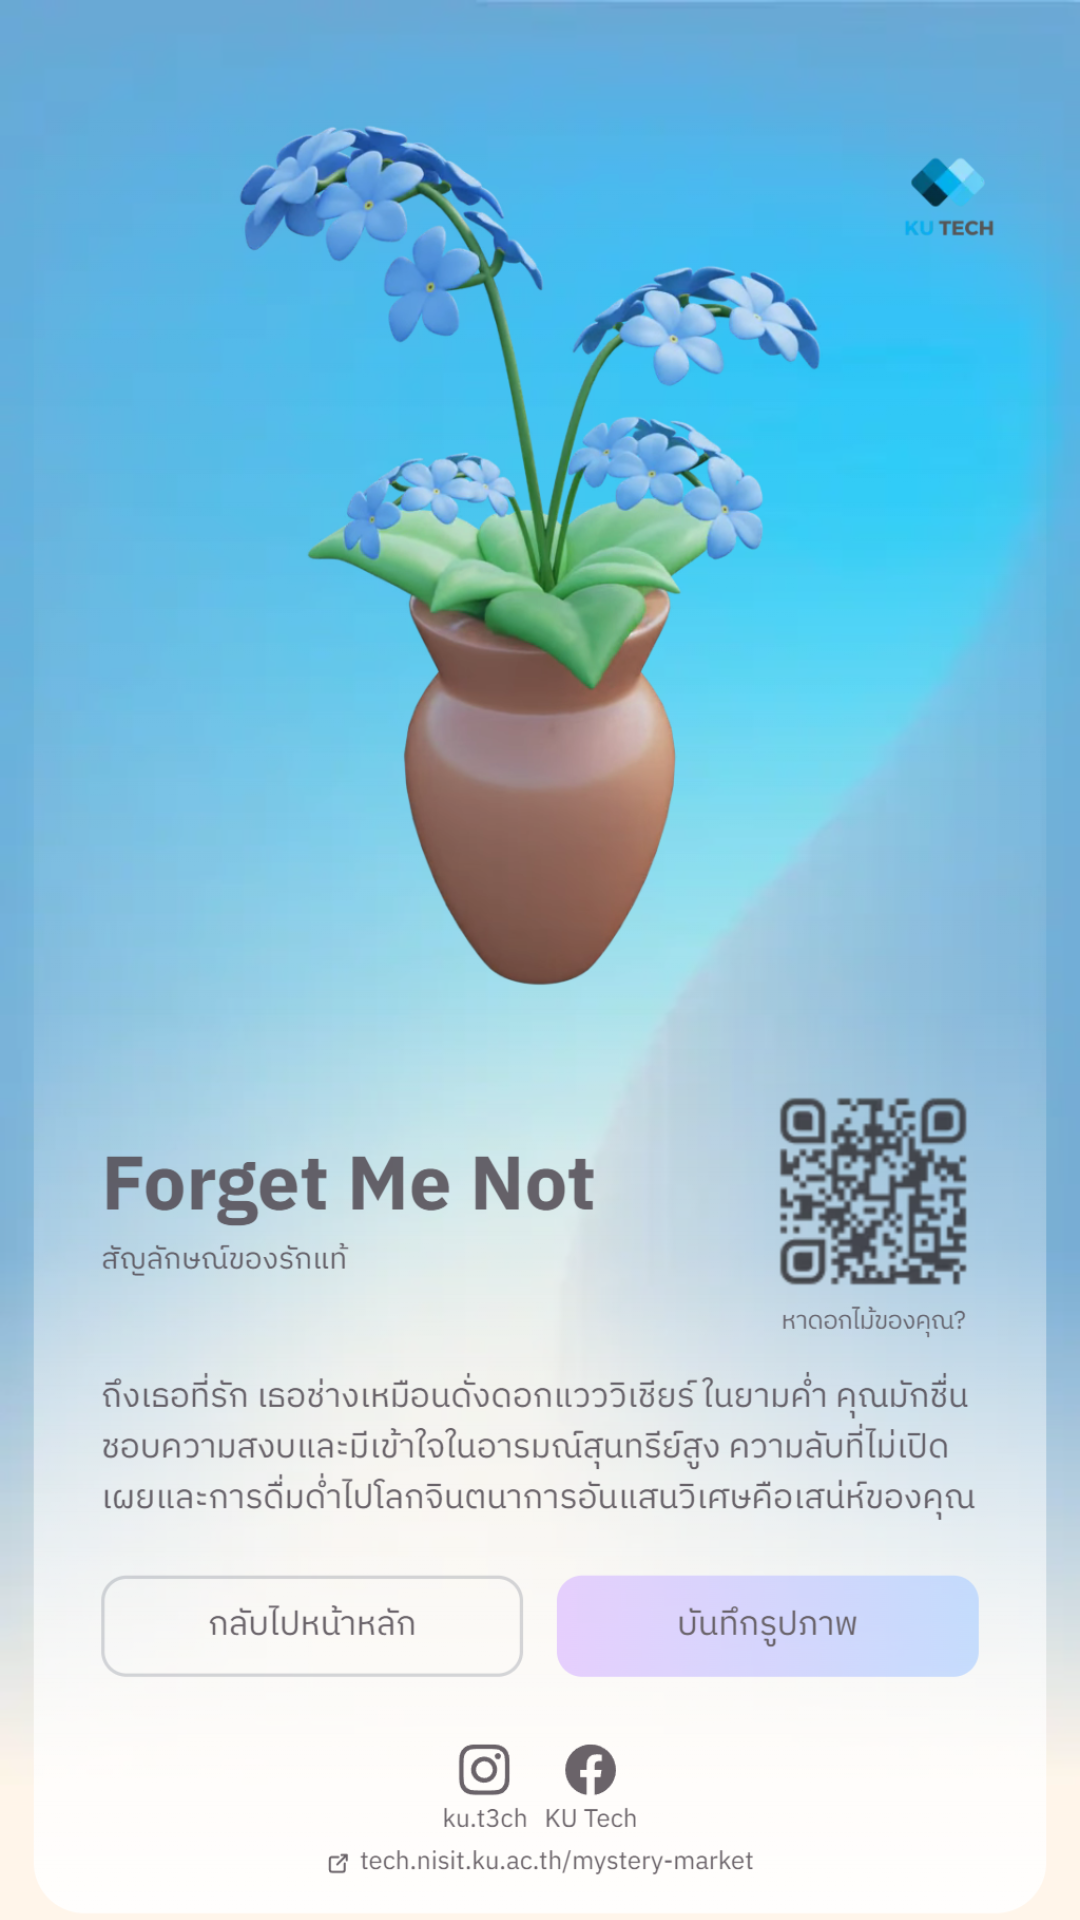 KU TECH
Forget Me Not
สัญลักษณ์ของรักแท้
หาดอกไม้ของคุณ?
ถึงเธอที่รัก เธอช่างเหมือนดั่งดอกแวววิเชียร์ ในยามค่ำ คุณมักชื่น
ชอบความสงบและมีเข้าใจในอารมณ์สุนทรีย์สูง ความลับที่ไม่เปิด
เผยและการดื่มด่ำไปโลกจินตนาการอันแสนวิเศษคือเสน่ห์ของคุณ
กลับไปหน้าหลัก
บันทึกรูปภาพ
ku.t3ch KU Tech
tech.nisit.ku.ac.th/mystery-market